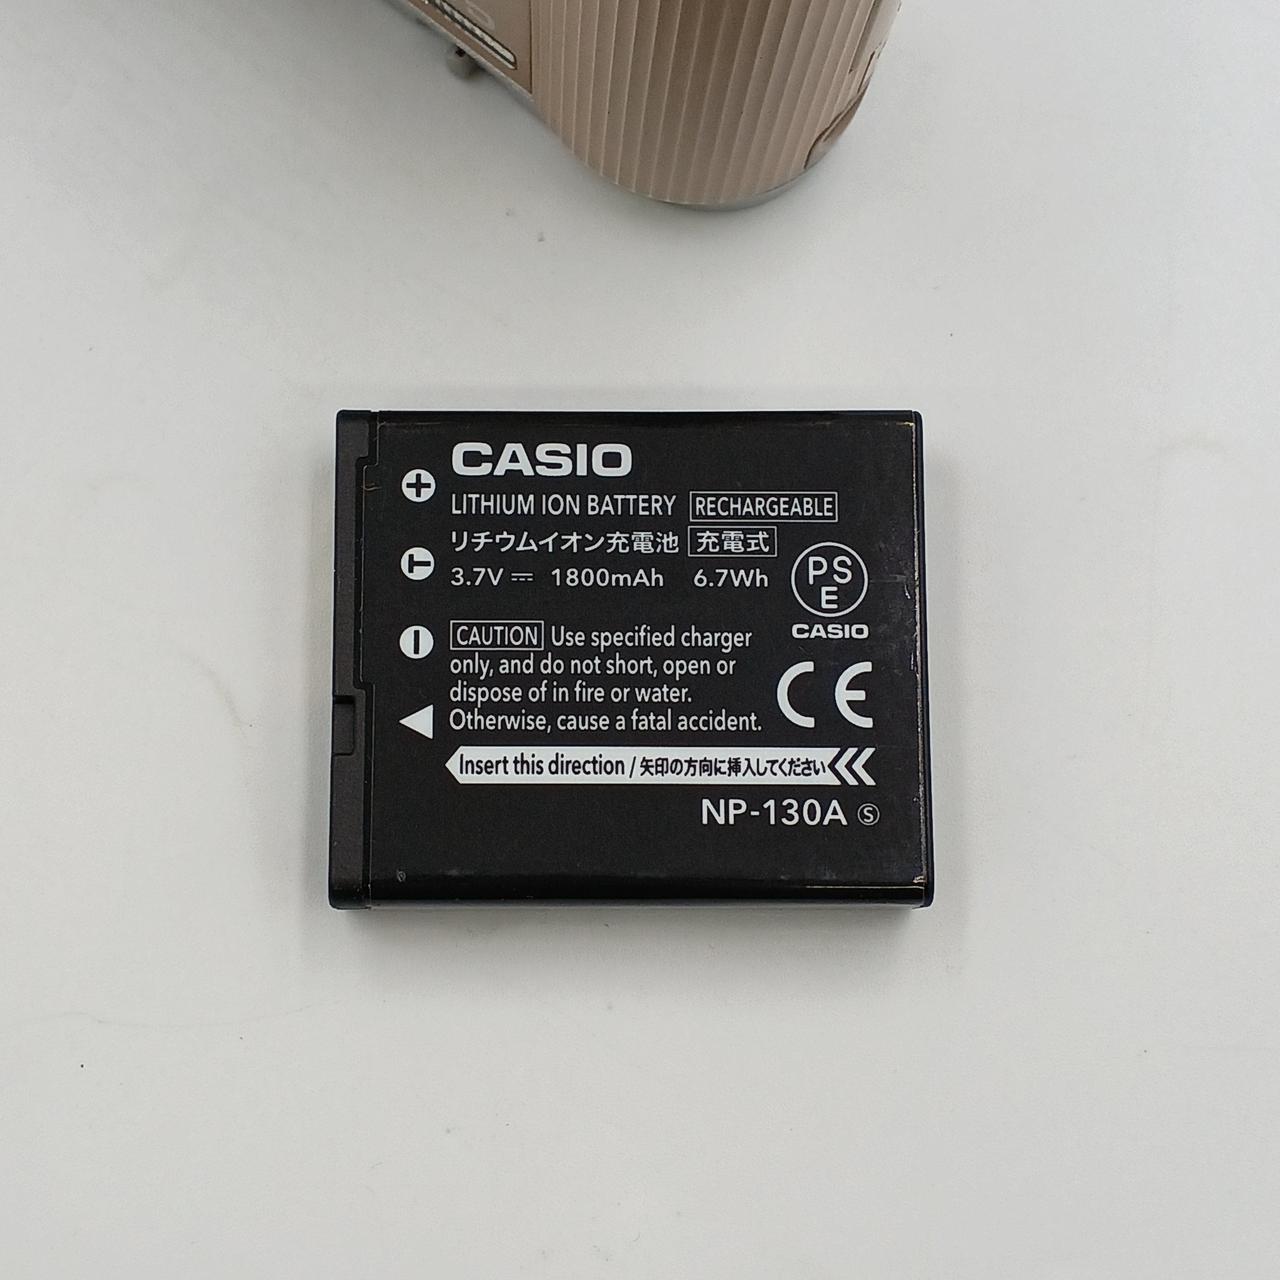 CASIO
LITHIUM ION BATTERY RECHARGEABLE
リチウムイオン充電池 充電式
3.7V ⎓ 1800mAh 6.7Wh
PS
E
CASIO
CAUTION Use specified charger
only, and do not short, open or
dispose of in fire or water.
Otherwise, cause a fatal accident.
CE
Insert this direction / 矢印の方向に挿入してください
NP-130A Ⓢ
+
T
−